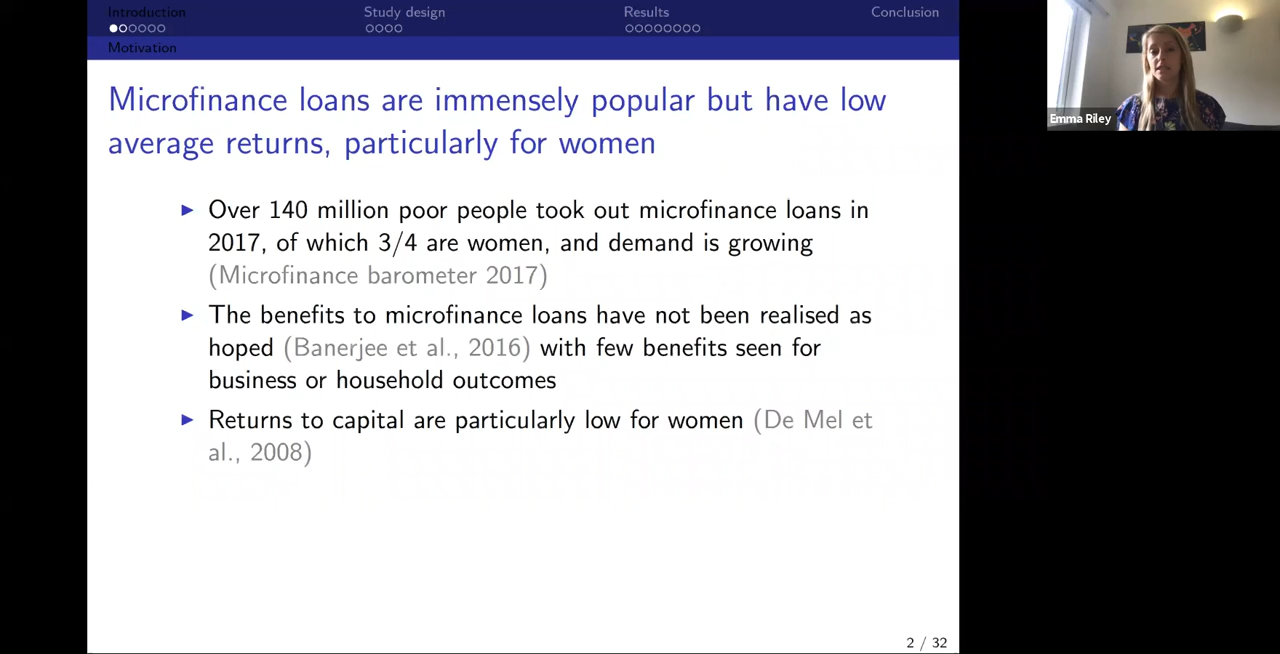 Introduction Study design Results Conclusion
Motivation
Microfinance loans are immensely popular but have low
average returns, particularly for women
Over 140 million poor people took out microfinance loans in
2017, of which 3/4 are women, and demand is growing
(Microfinance barometer 2017)
The benefits to microfinance loans have not been realised as
hoped (Banerjee et al., 2016) with few benefits seen for
business or household outcomes
Returns to capital are particularly low for women (De Mel et
al., 2008)
2 / 32
Emma Riley